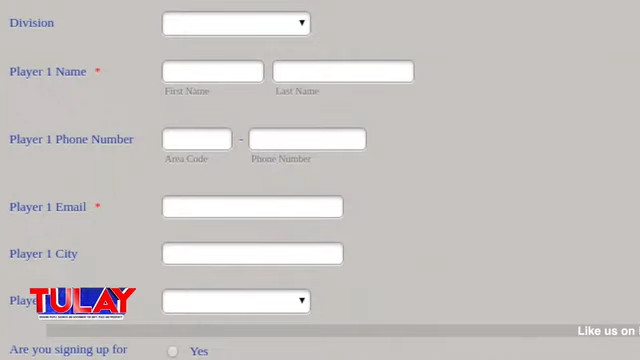 Division
Player 1 Name *
First Name Last Name
Player 1 Phone Number -
Area Code Phone Number
Player 1 Email *
Player 1 City
TULAY
Like us on
Are you signing up for Yes